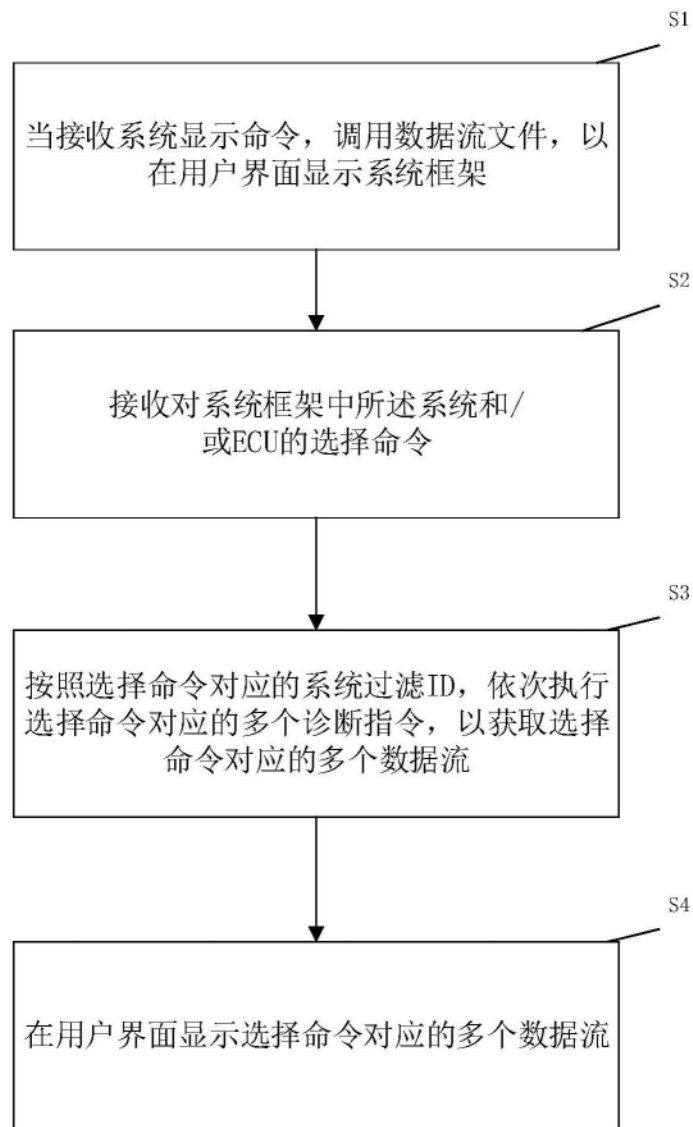 S1
当接收系统显示命令，调用数据流文件，以
在用户界面显示系统框架
S2
接收对系统框架中所述系统和/
或ECU的选择命令
S3
按照选择命令对应的系统过滤ID，依次执行
选择命令对应的多个诊断指令，以获取选择
命令对应的多个数据流
S4
在用户界面显示选择命令对应的多个数据流